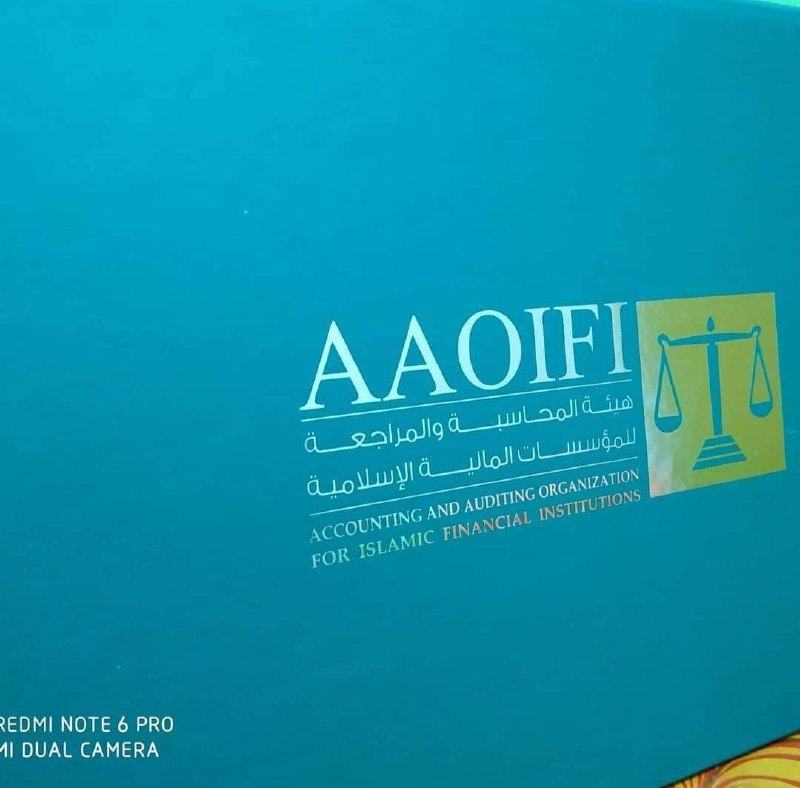 AAOIFI
هيئة المحاسبة والمراجعة
للمؤسسات المالية الإسلامية
ACCOUNTING AND AUDITING ORGANIZATION
FOR ISLAMIC FINANCIAL INSTITUTIONS
REDMI NOTE 6 PRO
MI DUAL CAMERA